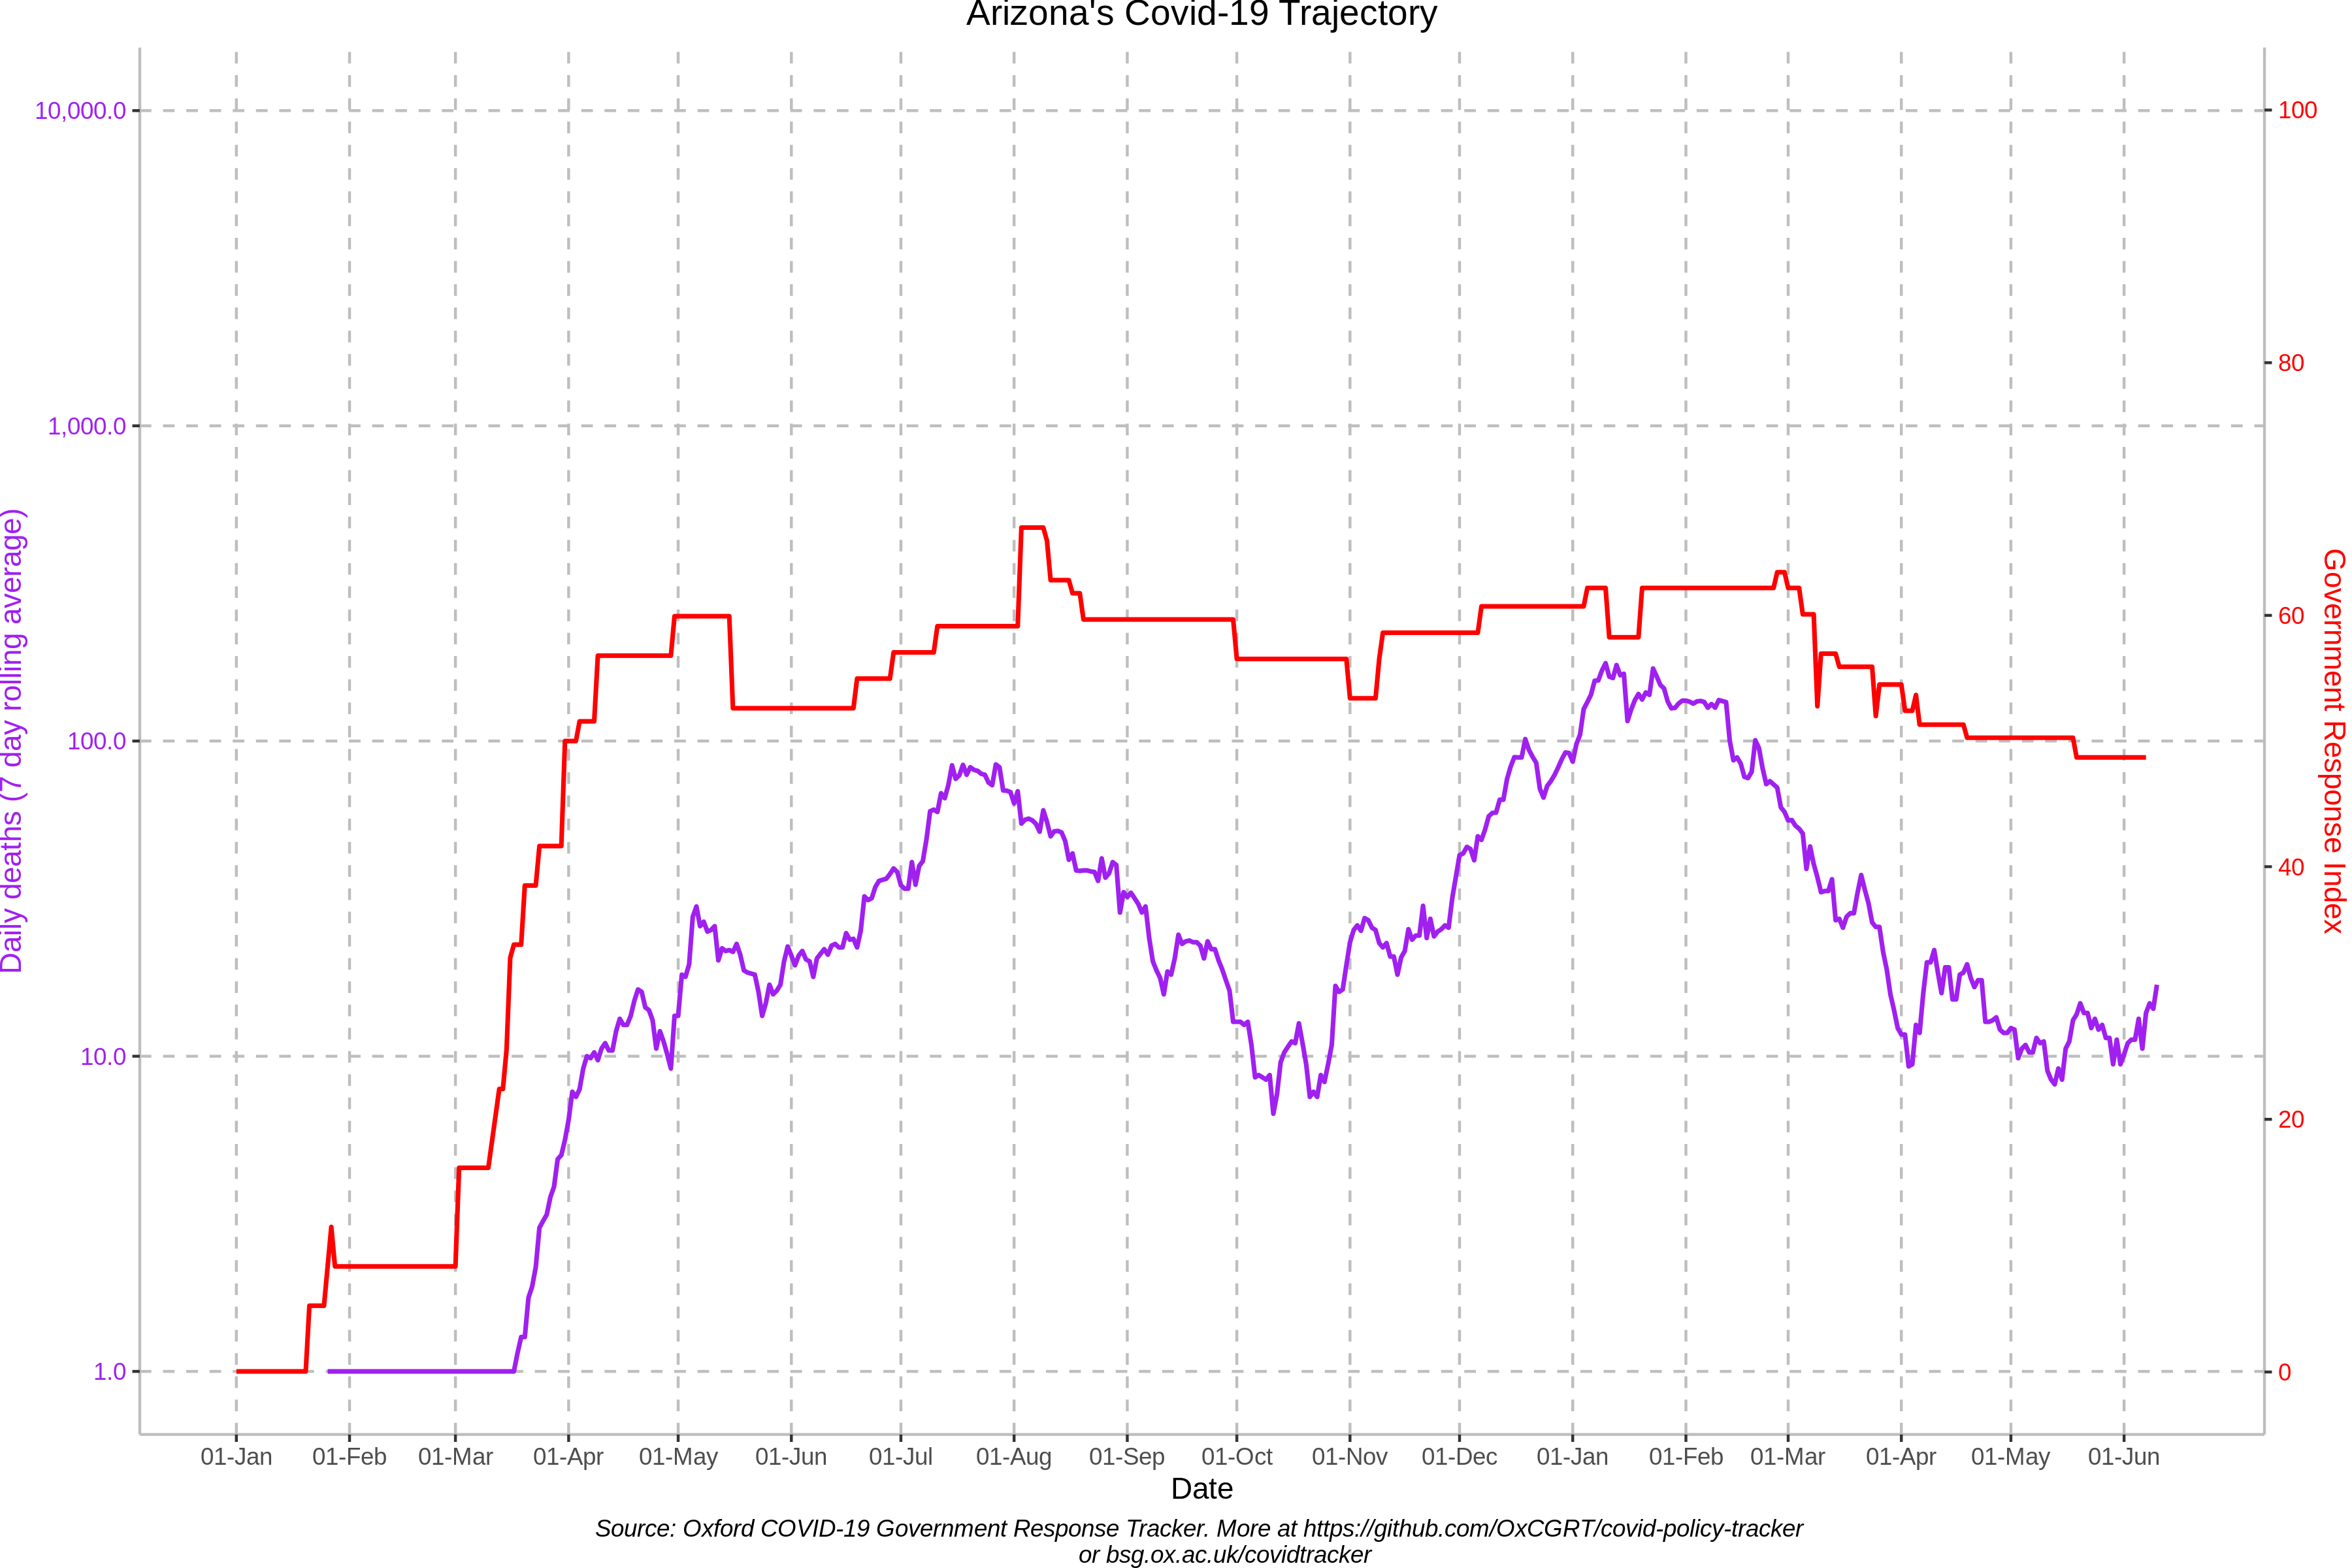 Arizona's Covid-19 Trajectory
10,000.0
1,000.0
100.0
10.0
1.0
Daily deaths (7 day rolling average)
100
80
60
40
20
0
Government Response Index
01-Jan 01-Feb 01-Mar 01-Apr 01-May 01-Jun 01-Jul 01-Aug 01-Sep 01-Oct 01-Nov 01-Dec 01-Jan 01-Feb 01-Mar 01-Apr 01-May 01-Jun
Date
Source: Oxford COVID-19 Government Response Tracker. More at https://github.com/OxCGRT/covid-policy-tracker
or bsg.ox.ac.uk/covidtracker